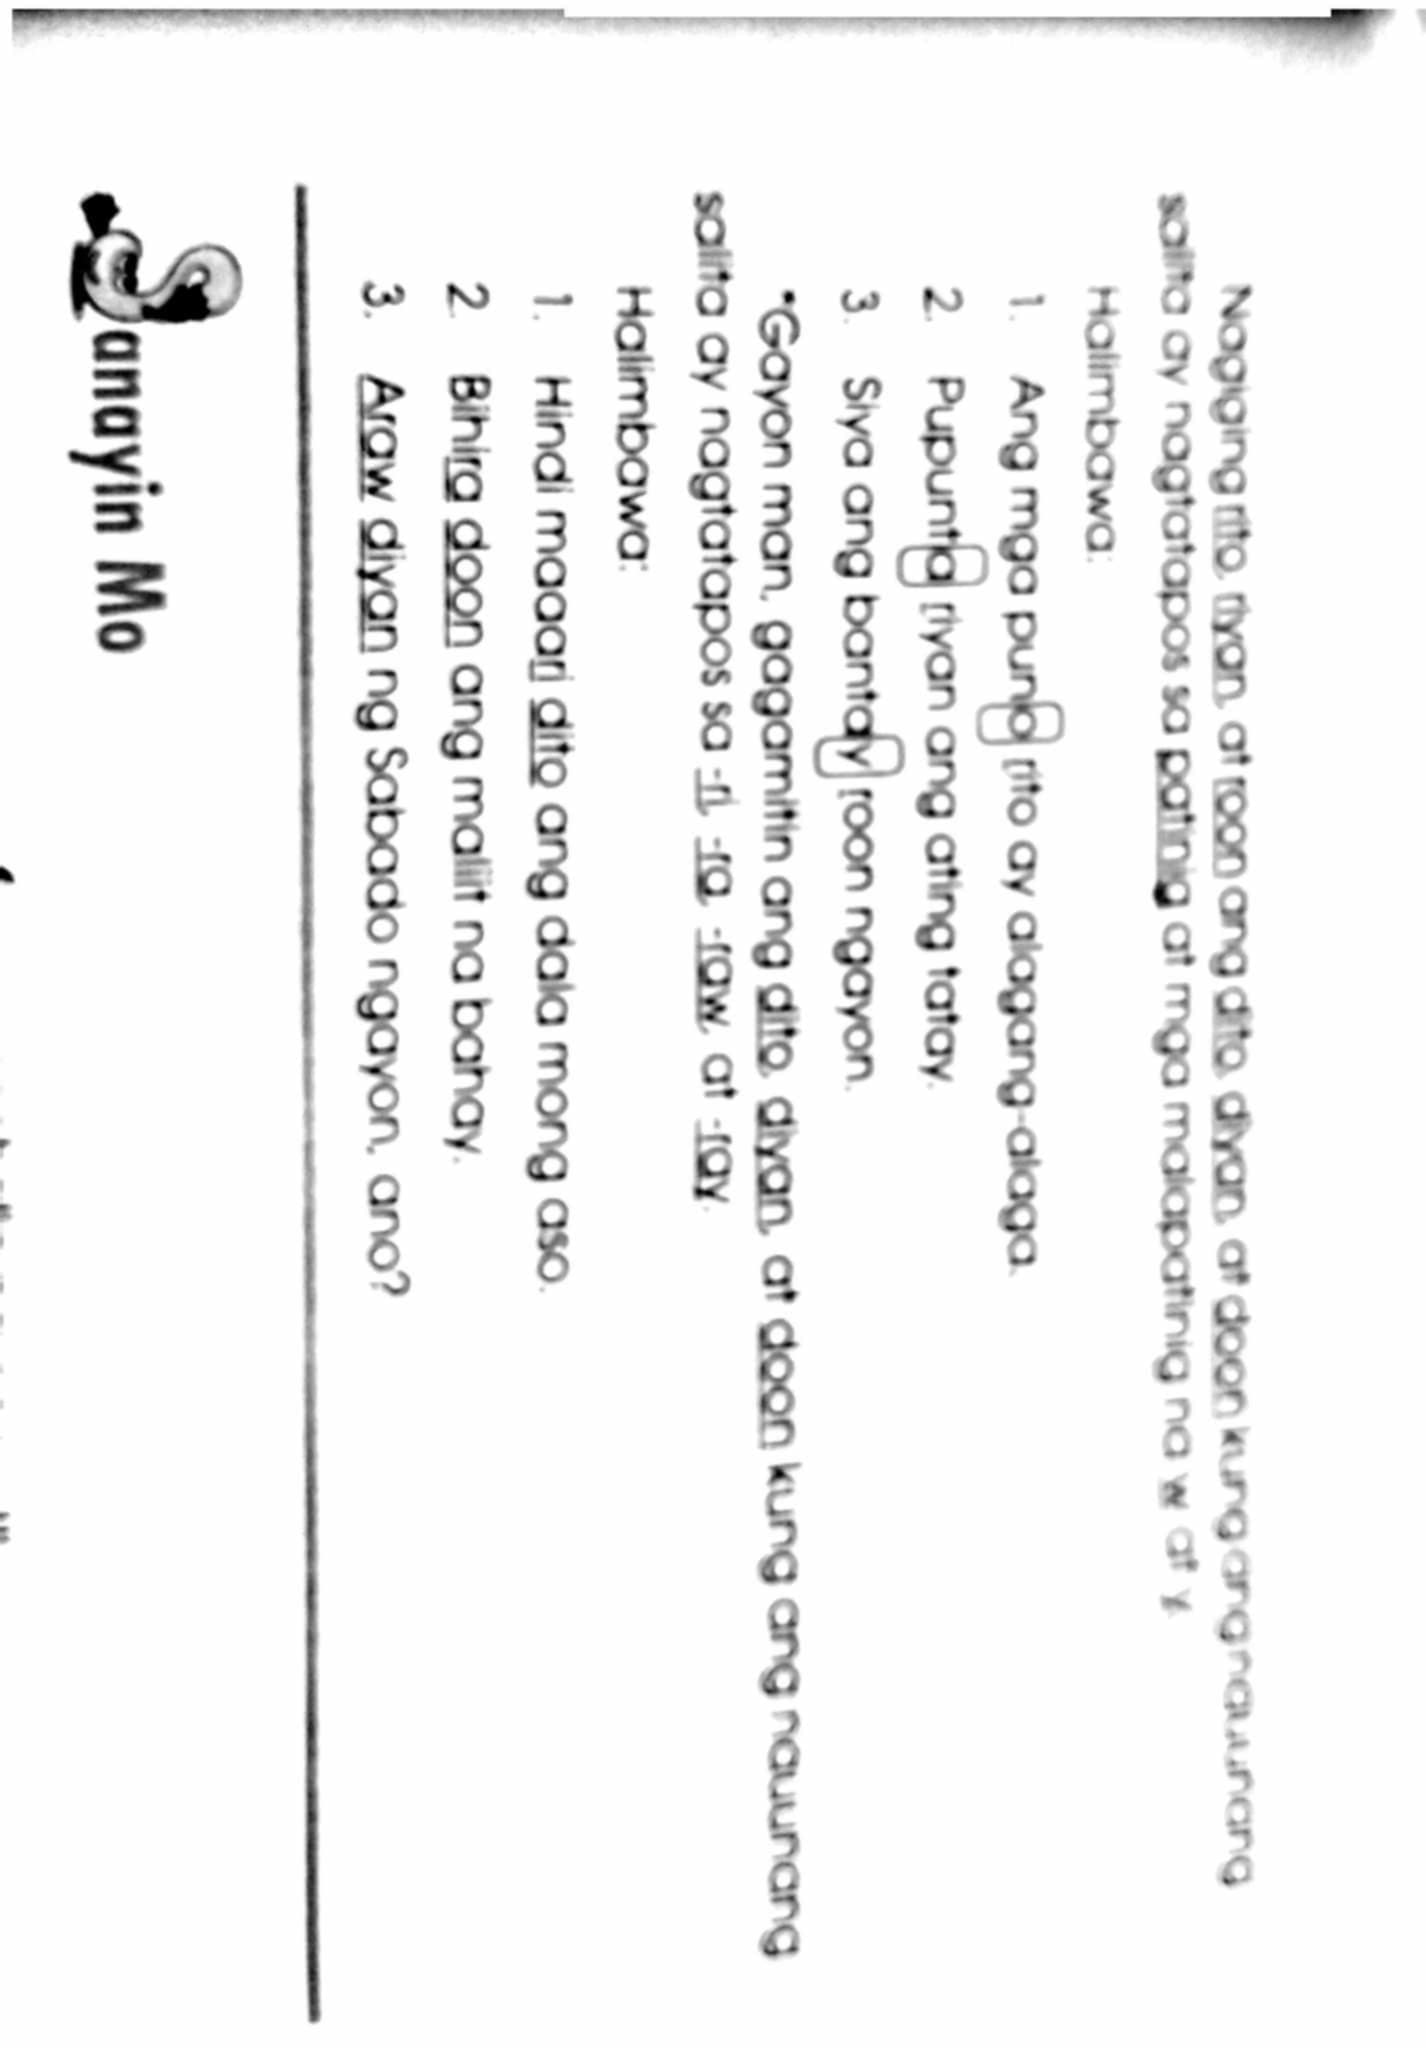 Nagiging rito, riyan, at roon ang dito, diyan, at doon kung ang naunang
salita ay nagtatapos sa patinig at mga malapatinig na w at y.
Halimbawa:
1. Ang mga puno rito ay alagang-alaga.
2. Pupunta riyan ang ating tatay.
3. Siya ang bantay roon ngayon.
*Gayon man, gagamitin ang dito, diyan, at doon kung ang naunang
salita ay nagtatapos sa -ri, -ra, -raw, at -ray.
Halimbawa:
1. Hindi maaari dito ang dala mong aso.
2. Bihira doon ang maliit na bahay.
3. Araw diyan ng Sabado ngayon, ano?
Sanayin Mo